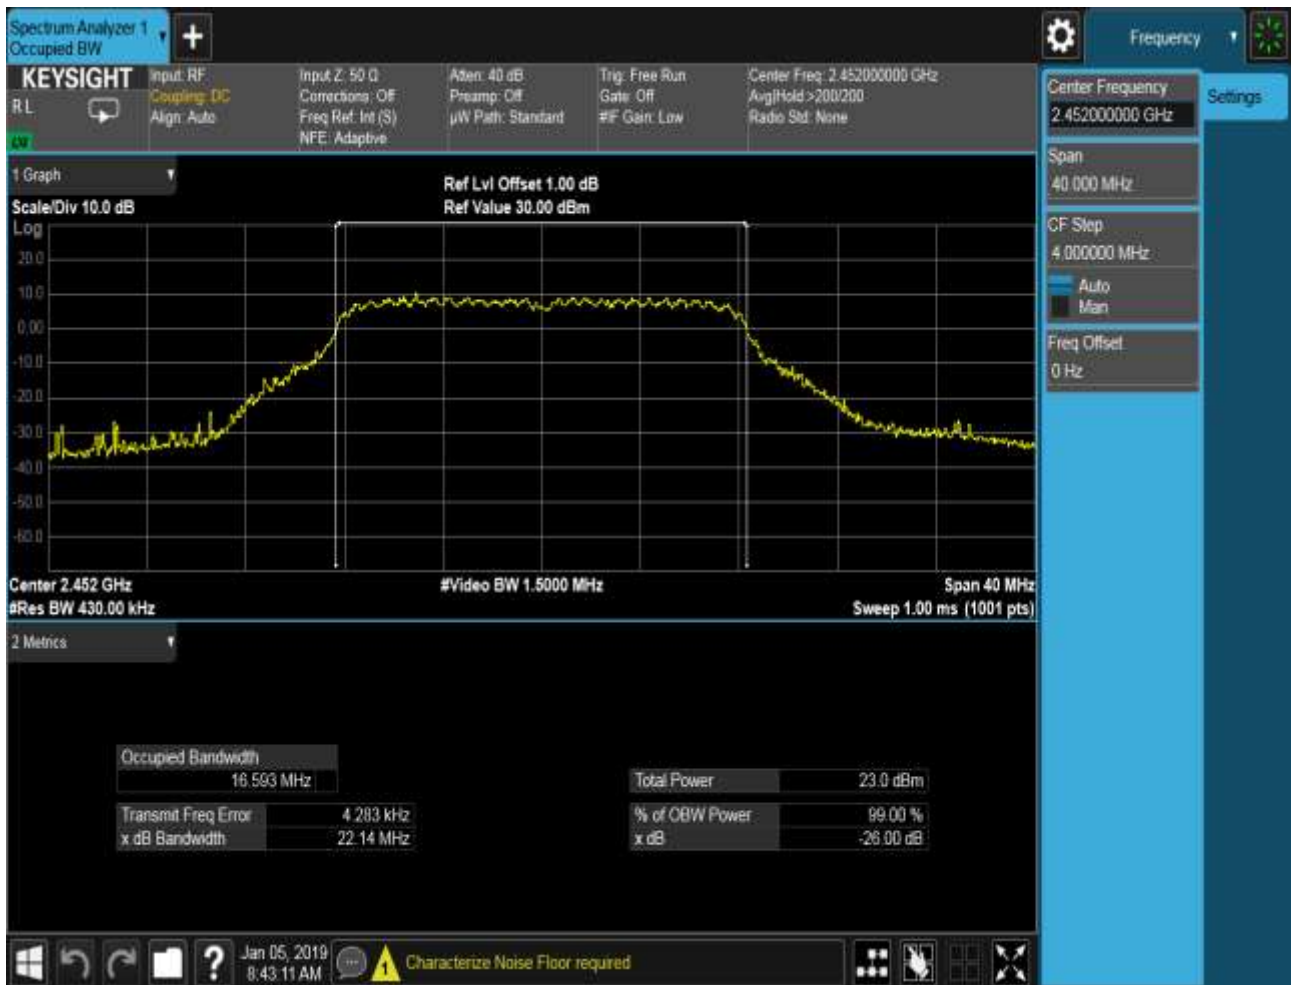 Spectrum Analyzer 1
Occupied BW
Frequency
KEYSIGHT
R L
Input: RF
Coupling: DC
Align: Auto
Input Z: 50 Ω
Corrections: Off
Freq Ref: Int (S)
NFE: Adaptive
Atten: 40 dB
Preamp: Off
µW Path: Standard
Trig: Free Run
Gate: Off
#IF Gain: Low
Center Freq: 2.452000000 GHz
Avg|Hold >200/200
Radio Std: None
Center Frequency
2.452000000 GHz
Settings
Span
40.000 MHz
CF Step
4.000000 MHz
Auto
Man
Freq Offset
0 Hz
1 Graph
Scale/Div 10.0 dB
Ref Lvl Offset 1.00 dB
Ref Value 30.00 dBm
Log
20.0
10.0
0.00
-10.0
-20.0
-30.0
-40.0
-50.0
-60.0
Center 2.452 GHz
#Video BW 1.5000 MHz
Span 40 MHz
#Res BW 430.00 kHz
Sweep 1.00 ms (1001 pts)
2 Metrics
Occupied Bandwidth
16.593 MHz
Total Power 23.0 dBm
Transmit Freq Error 4.283 kHz
% of OBW Power 99.00 %
x dB Bandwidth 22.14 MHz
x dB -26.00 dB
Jan 05, 2019
8:43:11 AM
1
Characterize Noise Floor required